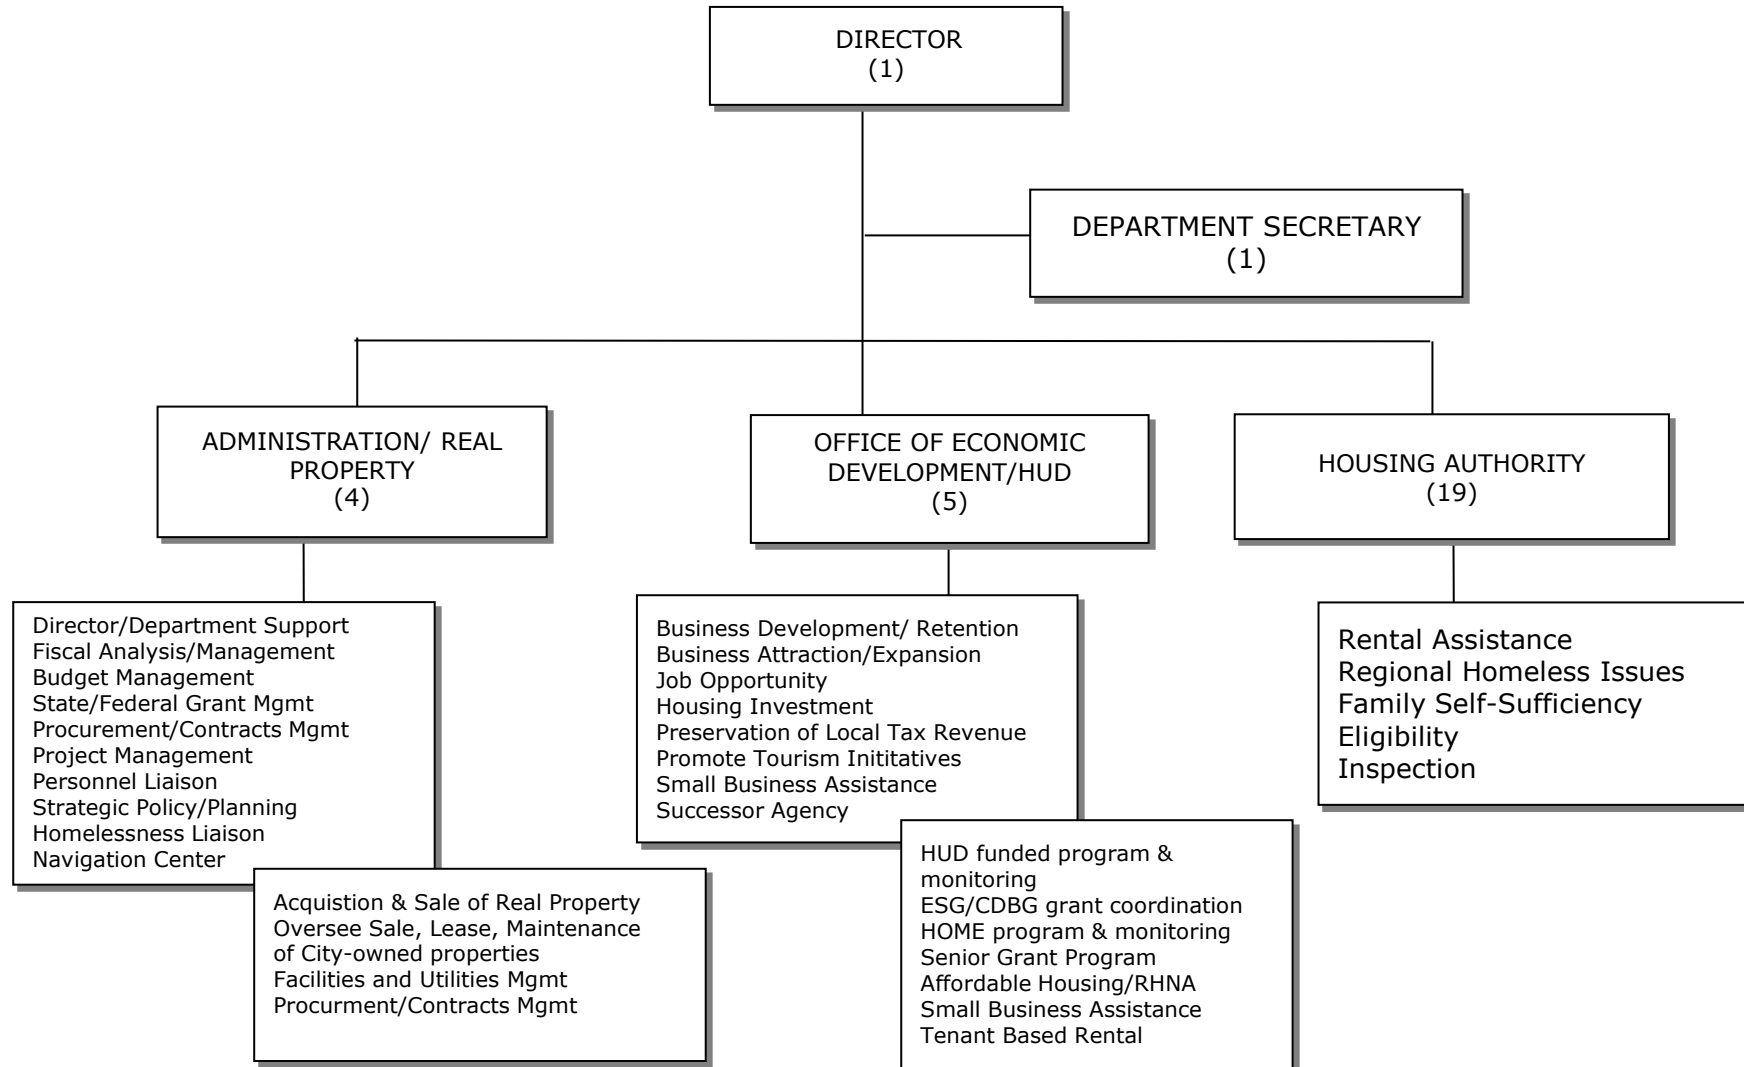 DIRECTOR
(1)
DEPARTMENT SECRETARY
(1)
ADMINISTRATION/ REAL
PROPERTY
(4)
OFFICE OF ECONOMIC
DEVELOPMENT/HUD
(5)
HOUSING AUTHORITY
(19)
Director/Department Support
Fiscal Analysis/Management
Budget Management
State/Federal Grant Mgmt
Procurement/Contracts Mgmt
Project Management
Personnel Liaison
Strategic Policy/Planning
Homelessness Liaison
Navigation Center
Acquistion & Sale of Real Property
Oversee Sale, Lease, Maintenance
of City-owned properties
Facilities and Utilities Mgmt
Procurment/Contracts Mgmt
Business Development/ Retention
Business Attraction/Expansion
Job Opportunity
Housing Investment
Preservation of Local Tax Revenue
Promote Tourism Inititatives
Small Business Assistance
Successor Agency
HUD funded program &
monitoring
ESG/CDBG grant coordination
HOME program & monitoring
Senior Grant Program
Affordable Housing/RHNA
Small Business Assistance
Tenant Based Rental
Rental Assistance
Regional Homeless Issues
Family Self-Sufficiency
Eligibility
Inspection